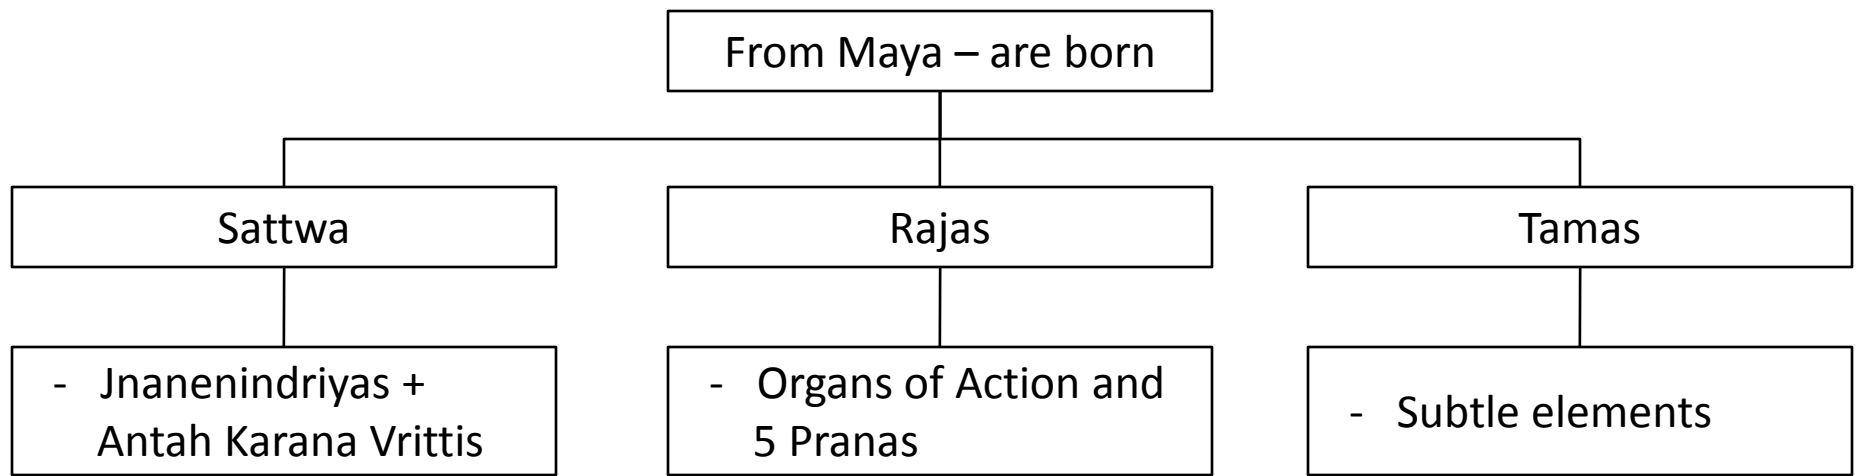 From Maya – are born
Sattwa
Rajas
Tamas
- Jnanenindriyas +
Antah Karana Vrittis
- Organs of Action and
5 Pranas
- Subtle elements